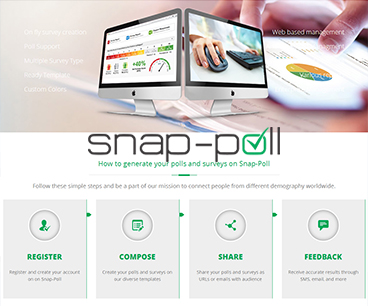 Custom Colors
Web based management
snap-poll
How to generate your polls and surveys on Snap-Poll
Follow these simple steps and be a part of our mission to connect people from different demography worldwide.
REGISTER
Register and create your account
on on Snap-Poll
COMPOSE
Create your polls and surveys on
our diverse templates
SHARE
Share your polls and surveys as
URLs or emails with audience
FEEDBACK
Receive accurate results through
SMS, email, and more